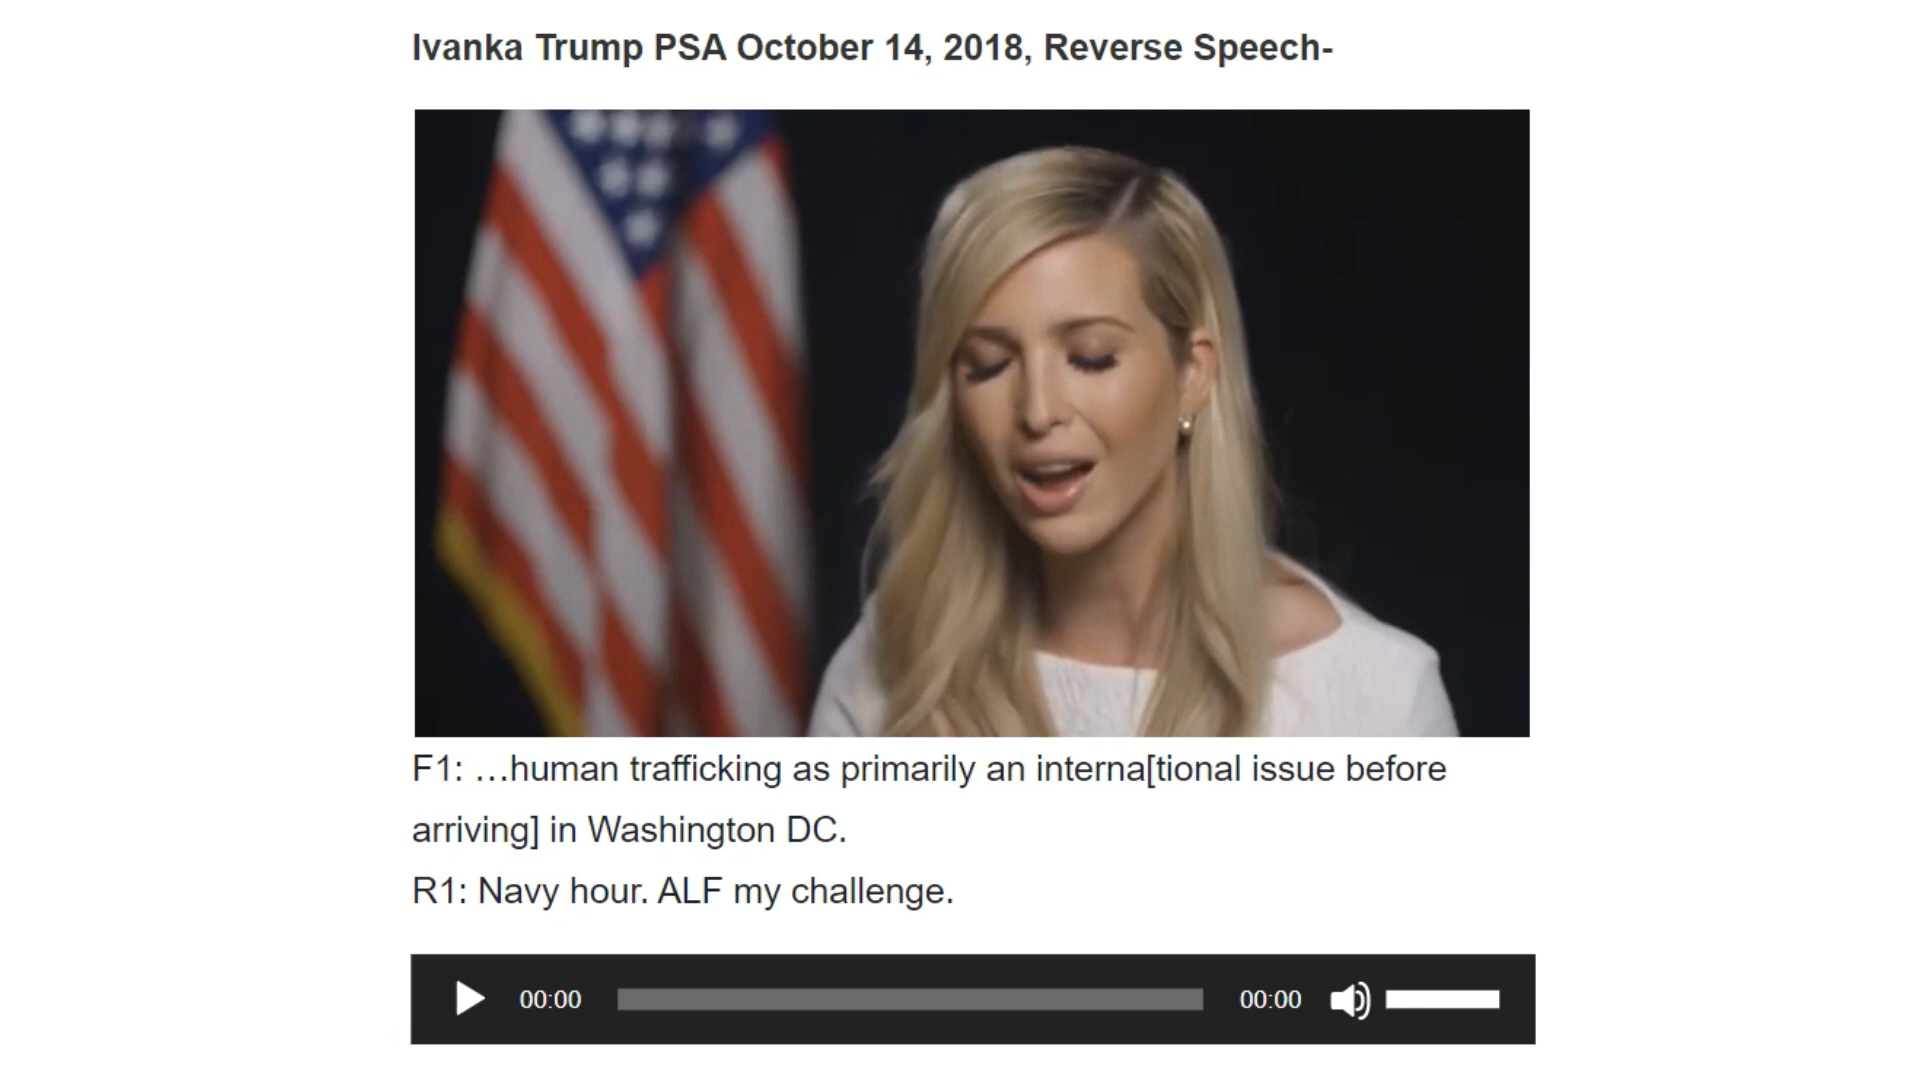 Ivanka Trump PSA October 14, 2018, Reverse Speech-
F1: …human trafficking as primarily an interna[tional issue before
arriving] in Washington DC.
R1: Navy hour. ALF my challenge.
00:00 00:00